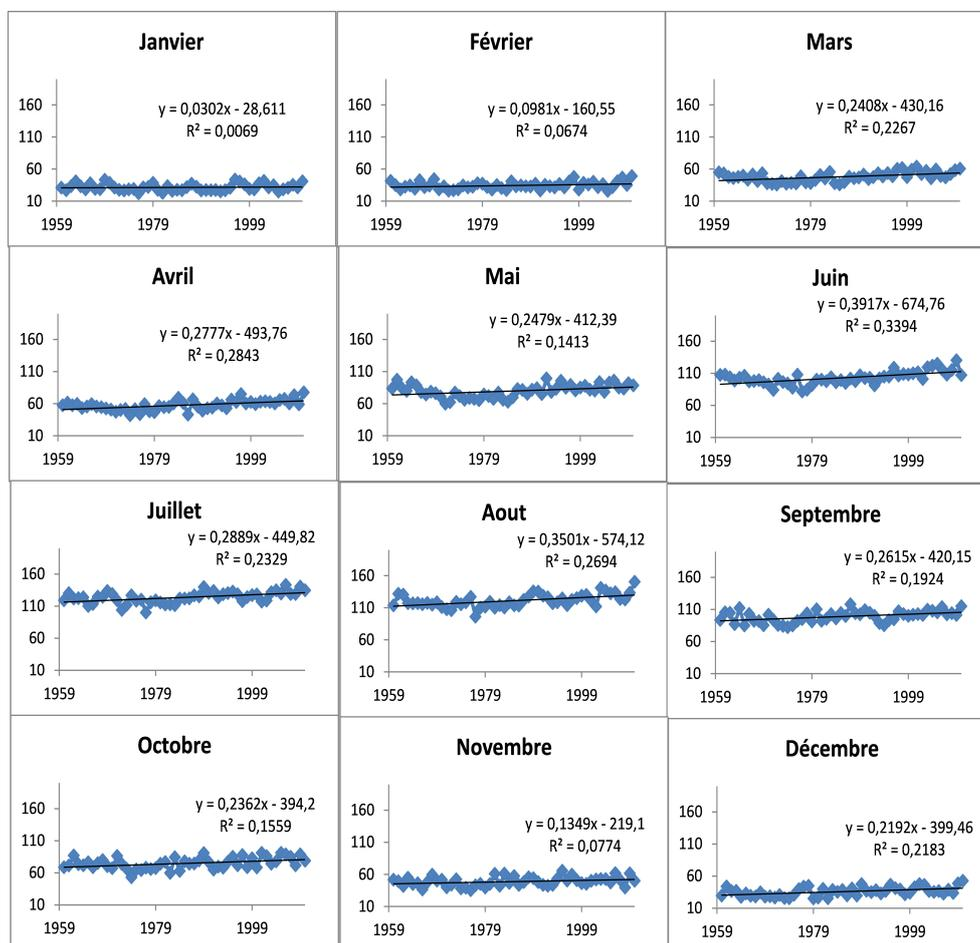 Janvier
y = 0,0302x - 28,611
R² = 0,0069
160
110
60
10
1959 1979 1999
Février
y = 0,0981x - 160,55
R² = 0,0674
160
110
60
10
1959 1979 1999
Mars
y = 0,2408x - 430,16
R² = 0,2267
160
110
60
10
1959 1979 1999
Avril
y = 0,2777x - 493,76
R² = 0,2843
160
110
60
10
1959 1979 1999
Mai
y = 0,2479x - 412,39
R² = 0,1413
160
110
60
10
1959 1979 1999
Juin
y = 0,3917x - 674,76
R² = 0,3394
160
110
60
10
1959 1979 1999
Juillet
y = 0,2889x - 449,82
R² = 0,2329
160
110
60
10
1959 1979 1999
Aout
y = 0,3501x - 574,12
R² = 0,2694
160
110
60
10
1959 1979 1999
Septembre
y = 0,2615x - 420,15
R² = 0,1924
160
110
60
10
1959 1979 1999
Octobre
y = 0,2362x - 394,2
R² = 0,1559
160
110
60
10
1959 1979 1999
Novembre
y = 0,1349x - 219,1
R² = 0,0774
160
110
60
10
1959 1979 1999
Décembre
y = 0,2192x - 399,46
R² = 0,2183
160
110
60
10
1959 1979 1999